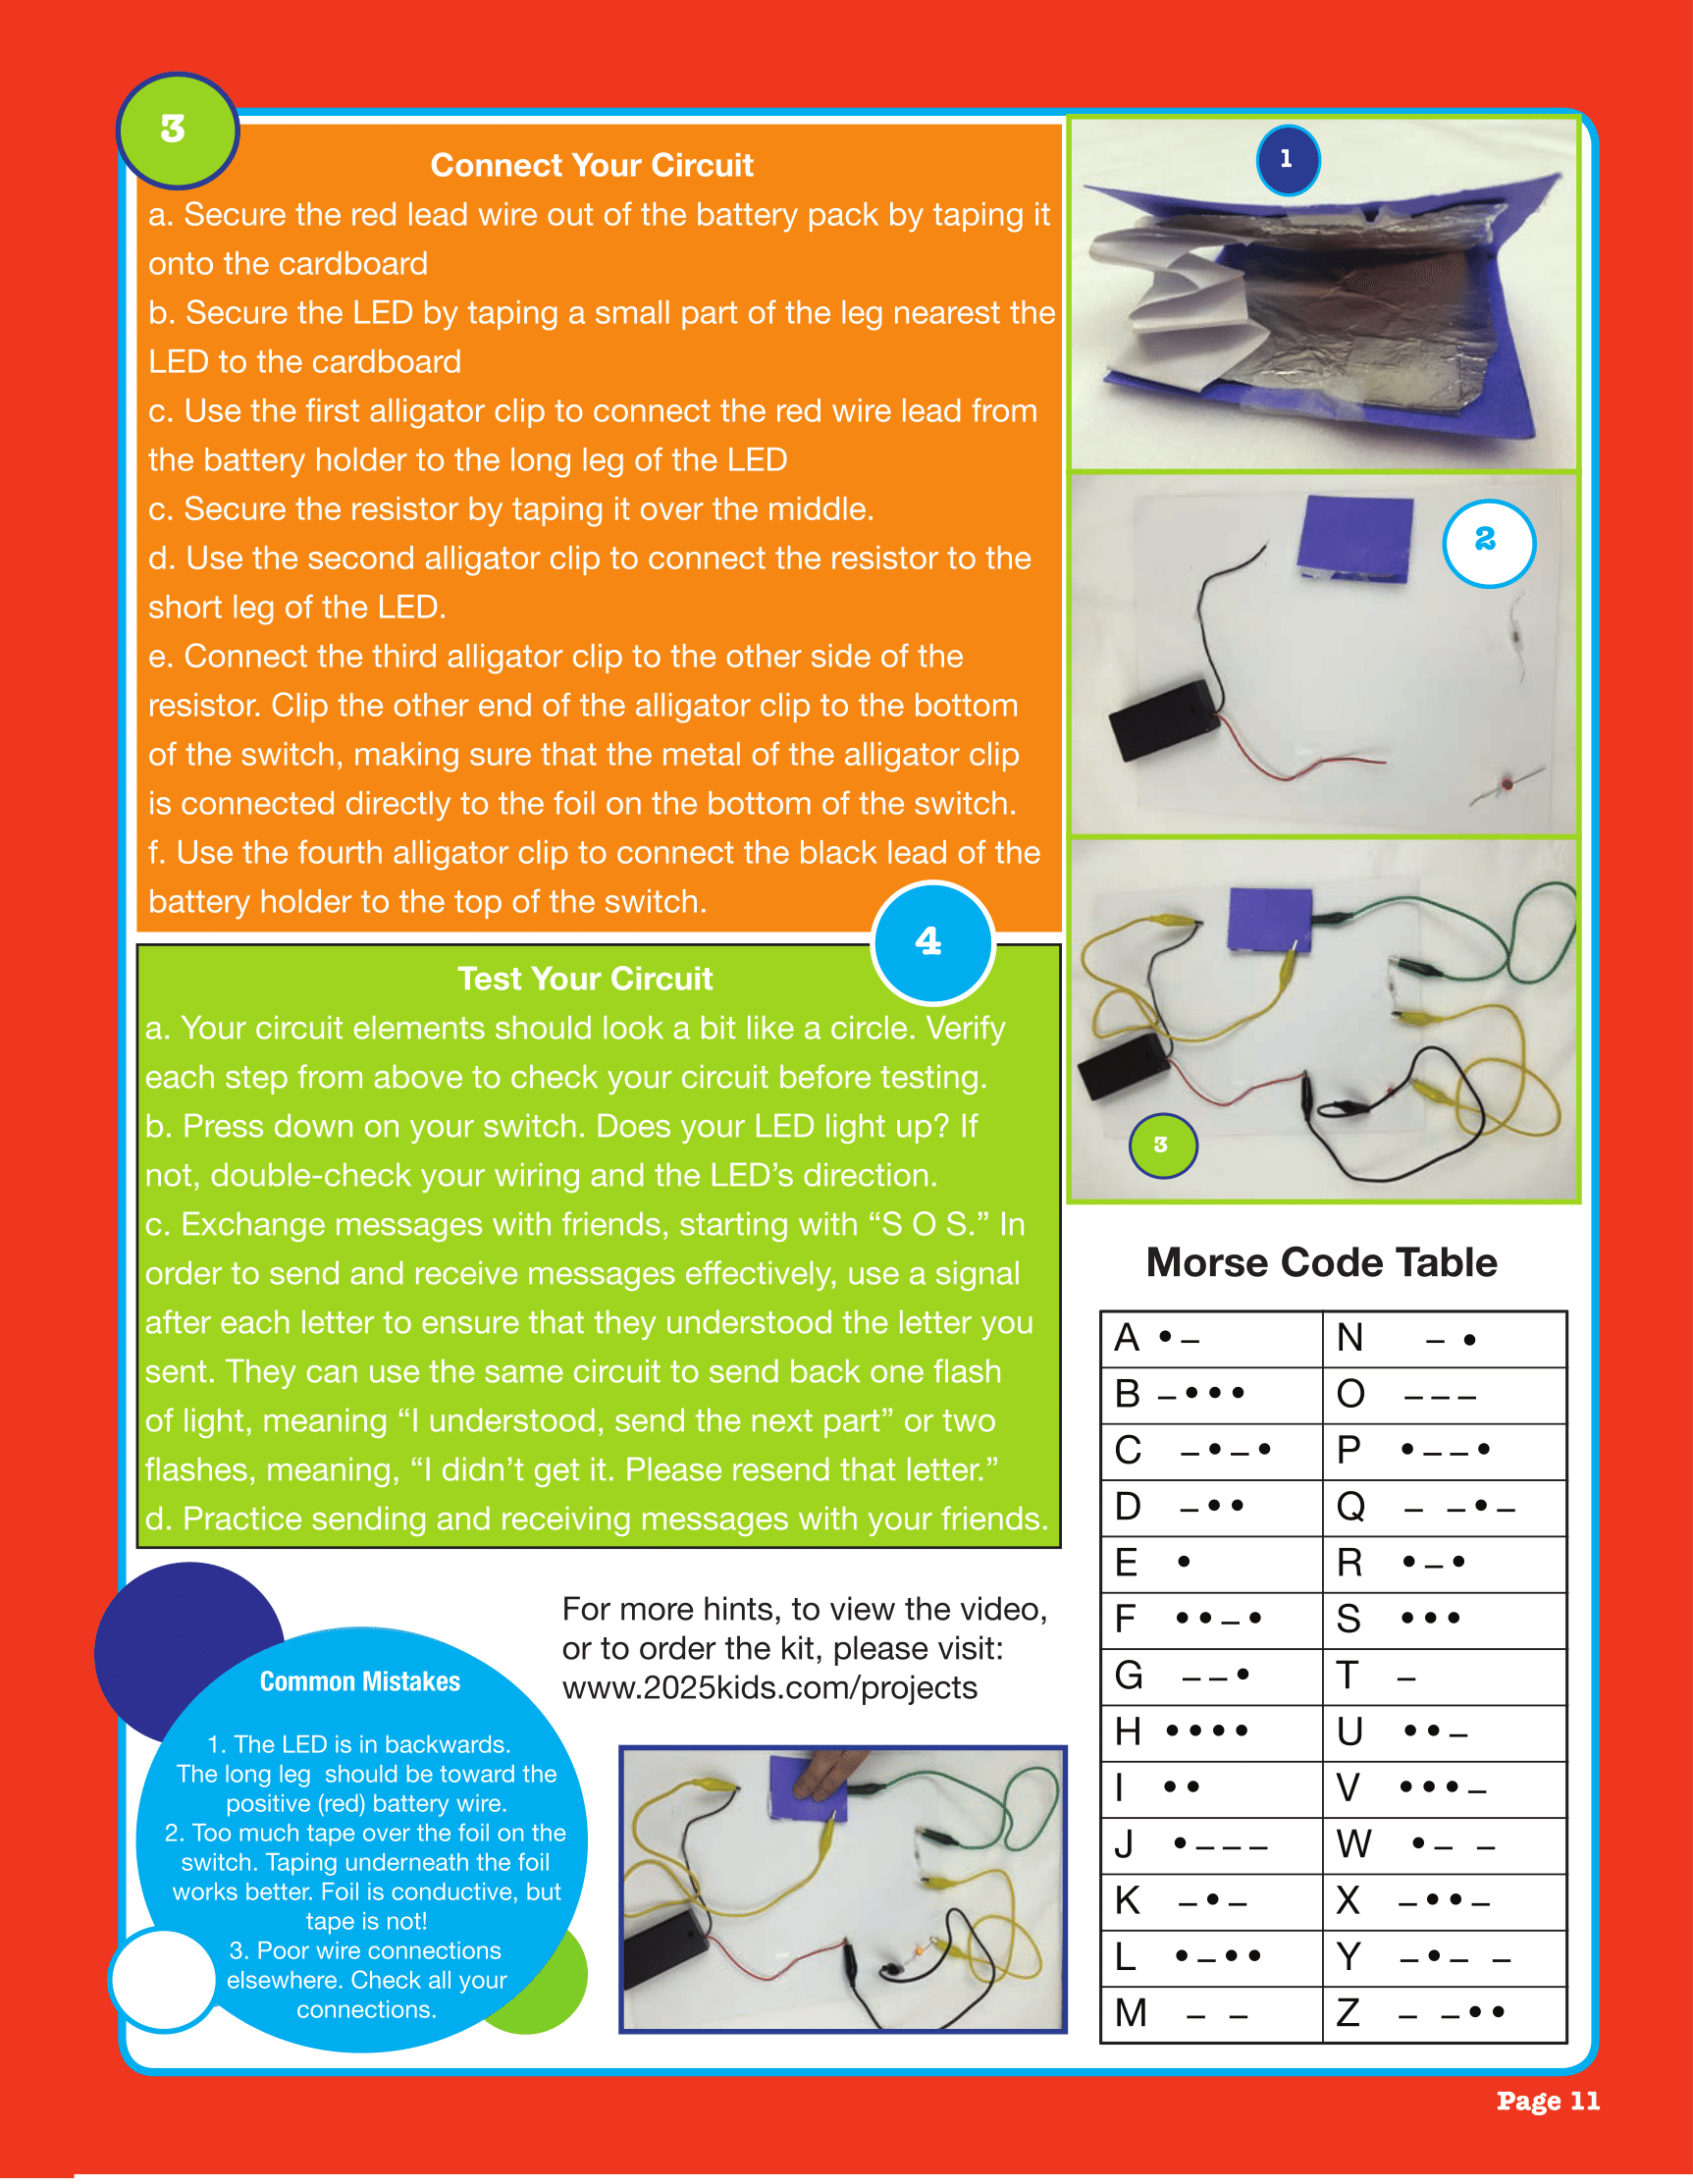 3
Connect Your Circuit
a. Secure the red lead wire out of the battery pack by taping it
onto the cardboard
b. Secure the LED by taping a small part of the leg nearest the
LED to the cardboard
c. Use the first alligator clip to connect the red wire lead from
the battery holder to the long leg of the LED
c. Secure the resistor by taping it over the middle.
d. Use the second alligator clip to connect the resistor to the
short leg of the LED.
e. Connect the third alligator clip to the other side of the
resistor. Clip the other end of the alligator clip to the bottom
of the switch, making sure that the metal of the alligator clip
is connected directly to the foil on the bottom of the switch.
f. Use the fourth alligator clip to connect the black lead of the
battery holder to the top of the switch.
4
Test Your Circuit
a. Your circuit elements should look a bit like a circle. Verify
each step from above to check your circuit before testing.
b. Press down on your switch. Does your LED light up? If
not, double-check your wiring and the LED’s direction.
c. Exchange messages with friends, starting with “S O S.” In
order to send and receive messages effectively, use a signal
after each letter to ensure that they understood the letter you
sent. They can use the same circuit to send back one flash
of light, meaning “I understood, send the next part” or two
flashes, meaning, “I didn’t get it. Please resend that letter.”
d. Practice sending and receiving messages with your friends.
Common Mistakes
1. The LED is in backwards.
The long leg  should be toward the
positive (red) battery wire.
2. Too much tape over the foil on the
switch. Taping underneath the foil
works better. Foil is conductive, but
tape is not!
3. Poor wire connections
elsewhere. Check all your
connections.
For more hints, to view the video,
or to order the kit, please visit:
www.2025kids.com/projects
1
2
3
Morse Code Table
A •– N – •
B –••• O –––
C –•–• P •––•
D –•• Q – –•–
E • R •–•
F ••–• S •••
G ––• T –
H •••• U ••–
I •• V •••–
J •––– W •– –
K –•– X –••–
L •–•• Y –•– –
M – – Z – –••
Page 11